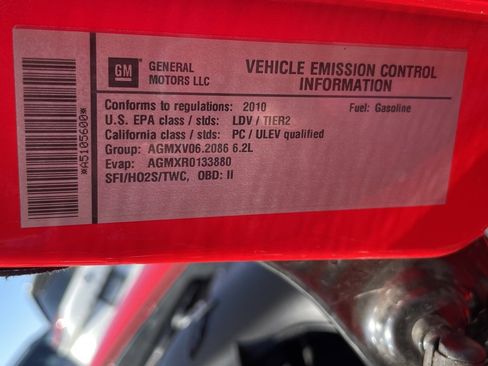 GM
GENERAL
MOTORS LLC
VEHICLE EMISSION CONTROL
INFORMATION
Conforms to regulations: 2010 Fuel: Gasoline
U.S. EPA class / stds: LDV / TIER2
California class / stds: PC / ULEV qualified
Group: AGMXV06.2086 6.2L
Evap: AGMXR0133880
SFI/HO2S/TWC, OBD: II
*A5105600*